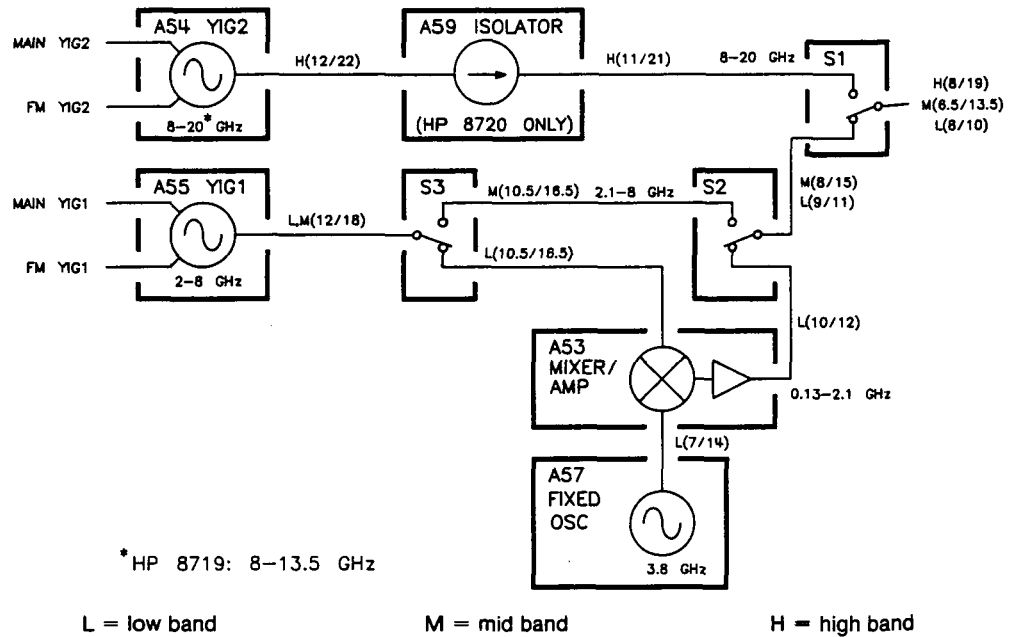 A54 YIG2
MAIN YIG2
FM YIG2
8-20* GHz
H(12/22)
A59 ISOLATOR
(HP 8720 ONLY)
H(11/21)
8-20 GHz
S1
H(8/19)
M(6.5/13.5)
L(8/10)
A55 YIG1
MAIN YIG1
FM YIG1
2-8 GHz
L,M(12/18)
S3
M(10.5/16.5)
2.1-8 GHz
S2
M(8/15)
L(9/11)
L(10.5/16.5)
L(10/12)
A53
MIXER/
AMP
0.13-2.1 GHz
L(7/14)
A57
FIXED
OSC
3.8 GHz
*HP 8719: 8-13.5 GHz
L = low band
M = mid band
H = high band